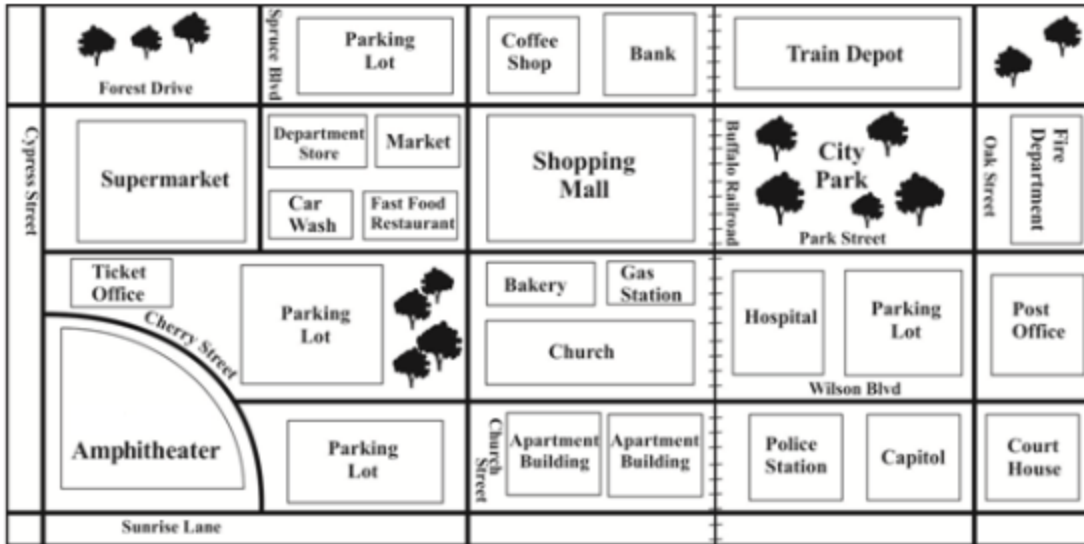 Forest Drive
Spruce Blvd
Parking
Lot
Coffee
Shop
Bank
Train Depot
Cypress Street
Supermarket
Department
Store
Market
Car
Wash
Fast Food
Restaurant
Shopping
Mall
Buffalo Railroad
City
Park
Park Street
Oak Street
Fire
Department
Ticket
Office
Cherry Street
Parking
Lot
Bakery
Gas
Station
Church
Hospital
Parking
Lot
Wilson Blvd
Post
Office
Amphitheater
Parking
Lot
Church
Street
Apartment
Building
Apartment
Building
Police
Station
Capitol
Court
House
Sunrise Lane